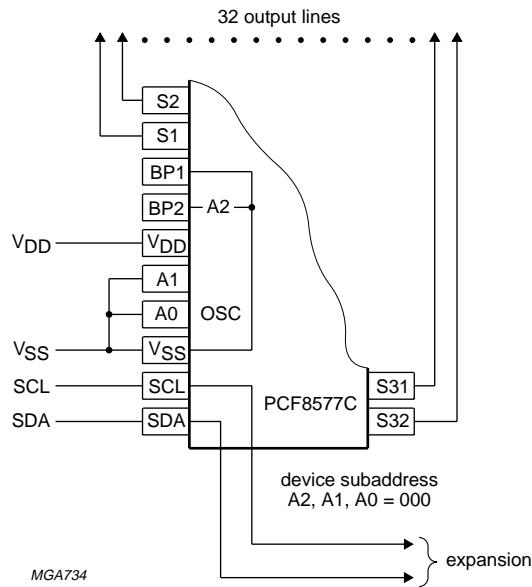 32 output lines
S2
S1
BP1
BP2 A2
VDD VDD
A1
A0 OSC
VSS VSS
SCL SCL
SDA SDA
PCF8577C
S31
S32
device subaddress
A2, A1, A0 = 000
expansion
MGA734